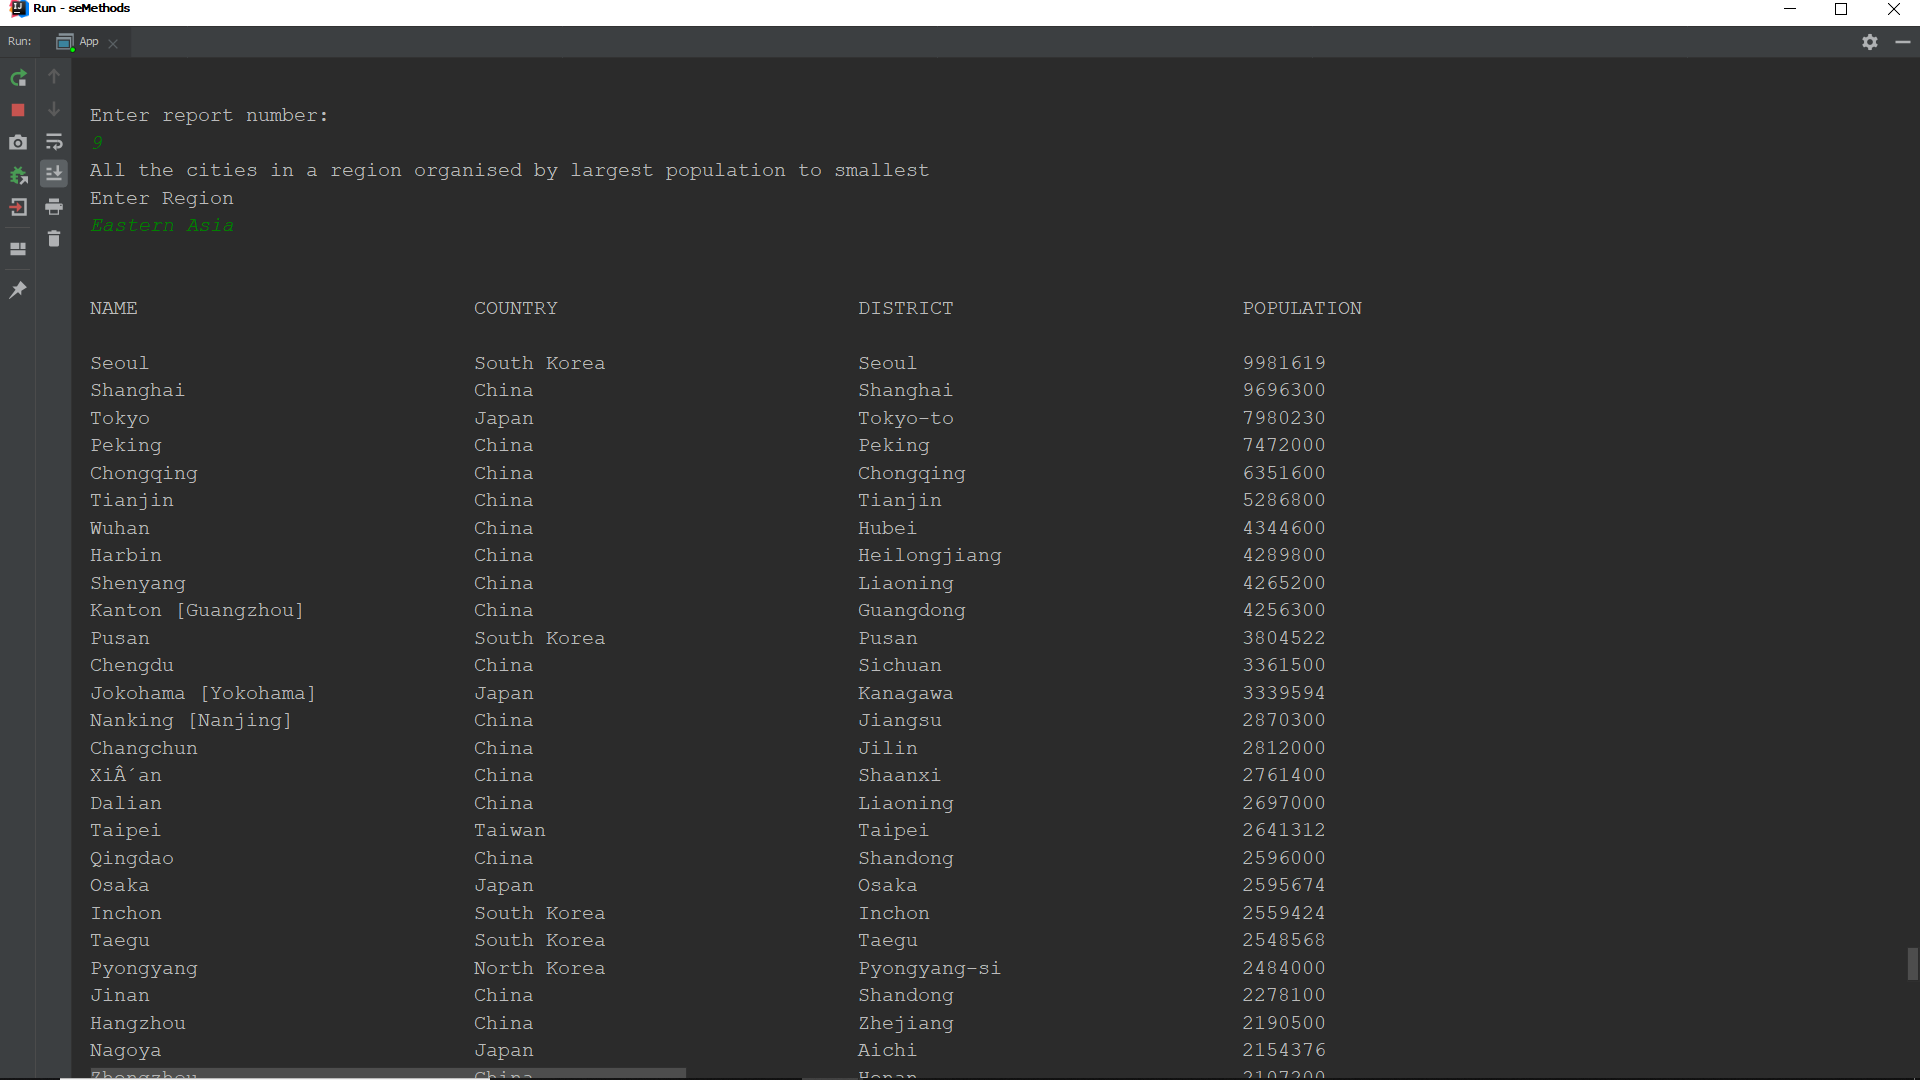 Run - seMethods
Run: App
Enter report number:
9
All the cities in a region organised by largest population to smallest
Enter Region
Eastern Asia
NAME COUNTRY DISTRICT POPULATION
Seoul South Korea Seoul 9981619
Shanghai China Shanghai 9696300
Tokyo Japan Tokyo-to 7980230
Peking China Peking 7472000
Chongqing China Chongqing 6351600
Tianjin China Tianjin 5286800
Wuhan China Hubei 4344600
Harbin China Heilongjiang 4289800
Shenyang China Liaoning 4265200
Kanton [Guangzhou] China Guangdong 4256300
Pusan South Korea Pusan 3804522
Chengdu China Sichuan 3361500
Jokohama [Yokohama] Japan Kanagawa 3339594
Nanking [Nanjing] China Jiangsu 2870300
Changchun China Jilin 2812000
XiÂ´an China Shaanxi 2761400
Dalian China Liaoning 2697000
Taipei Taiwan Taipei 2641312
Qingdao China Shandong 2596000
Osaka Japan Osaka 2595674
Inchon South Korea Inchon 2559424
Taegu South Korea Taegu 2548568
Pyongyang North Korea Pyongyang-si 2484000
Jinan China Shandong 2278100
Hangzhou China Zhejiang 2190500
Nagoya Japan Aichi 2154376
Zhengzhou China Henan 2107200